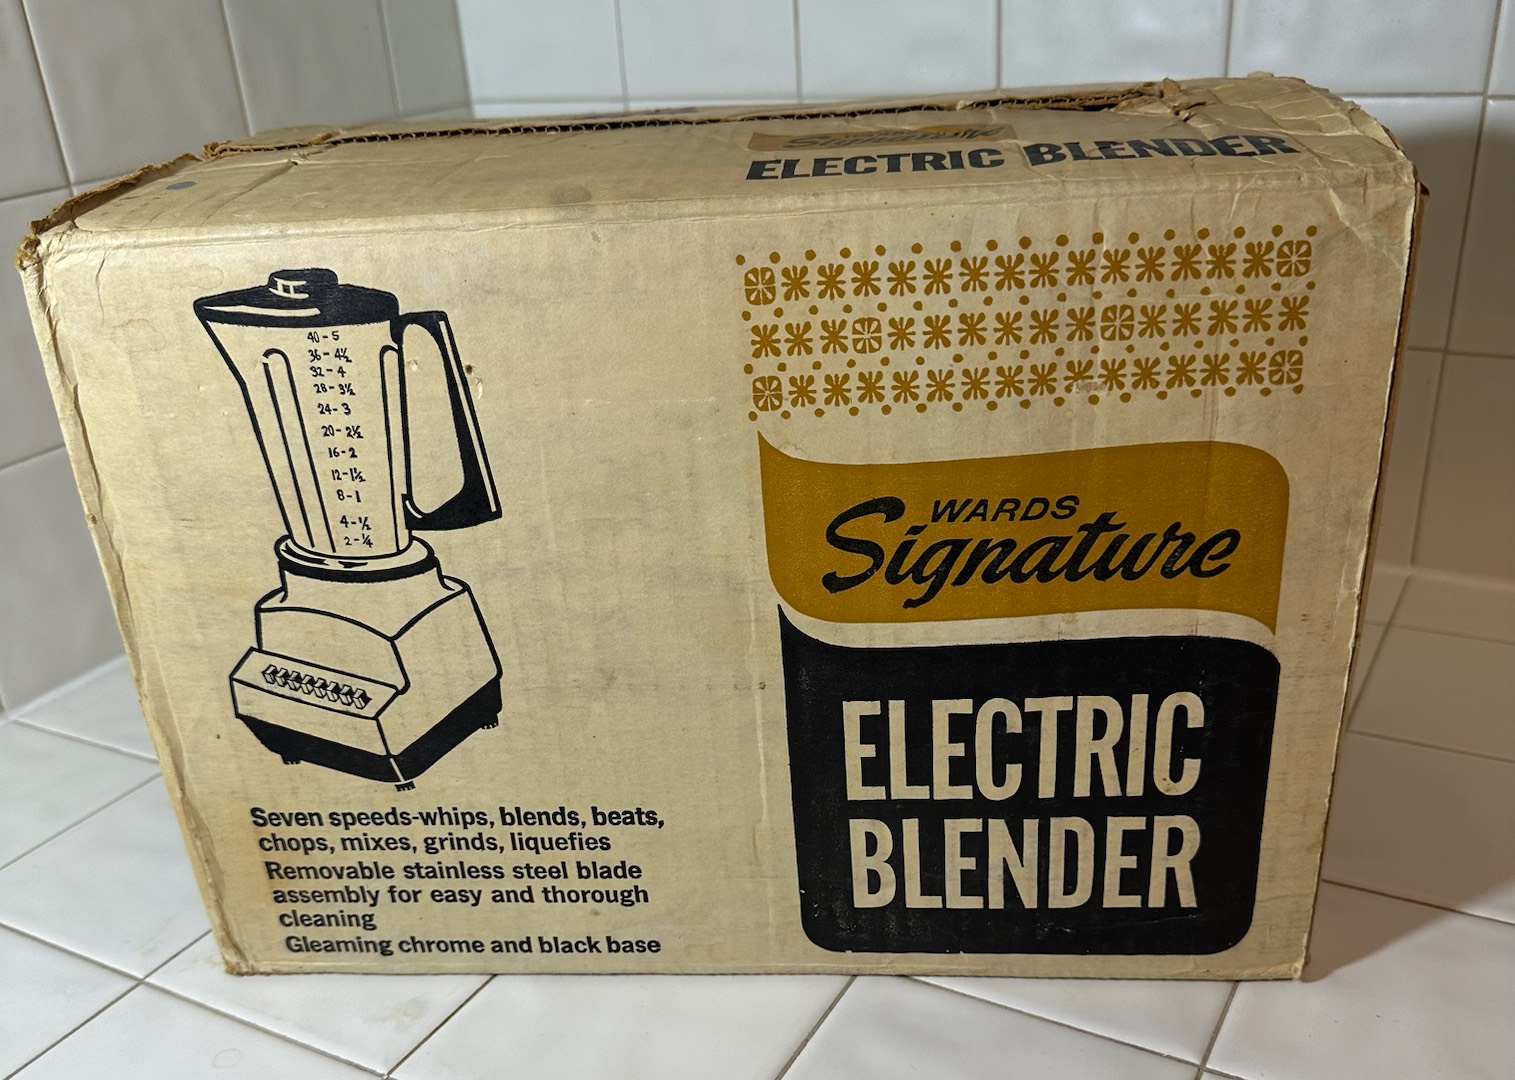 Signature
ELECTRIC BLENDER
40-5
36-4½
32-4
28-3½
24-3
20-2½
16-2
12-1½
8-1
4-½
2-¼
WARDS
Signature
ELECTRIC
BLENDER
Seven speeds-whips, blends, beats,
chops, mixes, grinds, liquefies
Removable stainless steel blade
assembly for easy and thorough
cleaning
Gleaming chrome and black base